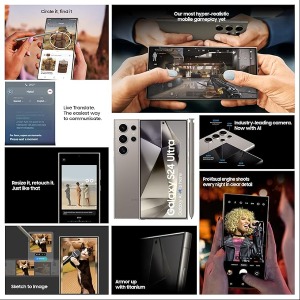 Circle it, find it
Our most hyper-realistic
mobile gameplay yet
Live Translate.
The easiest way
to communicate.
Galaxy S24 Ultra
Industry-leading cameras.
Now with AI
Resize it, retouch it.
Just like that
ProVisual engine shoots
every night in clear detail
Sketch to Image
Armor up
with titanium